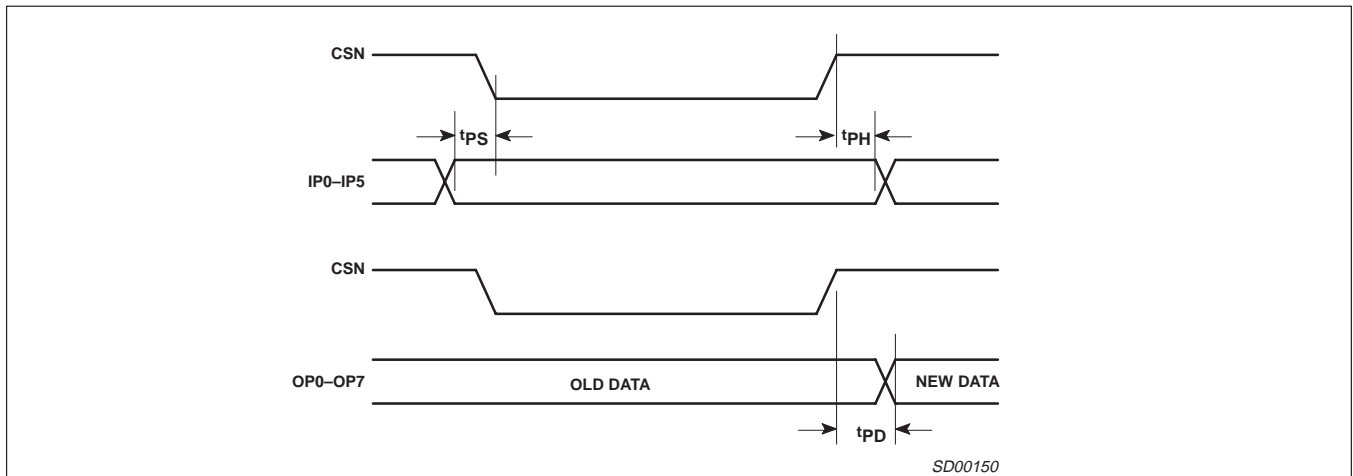 CSN
tPS
tPH
IP0–IP5
CSN
OP0–OP7
OLD DATA
NEW DATA
tPD
SD00150